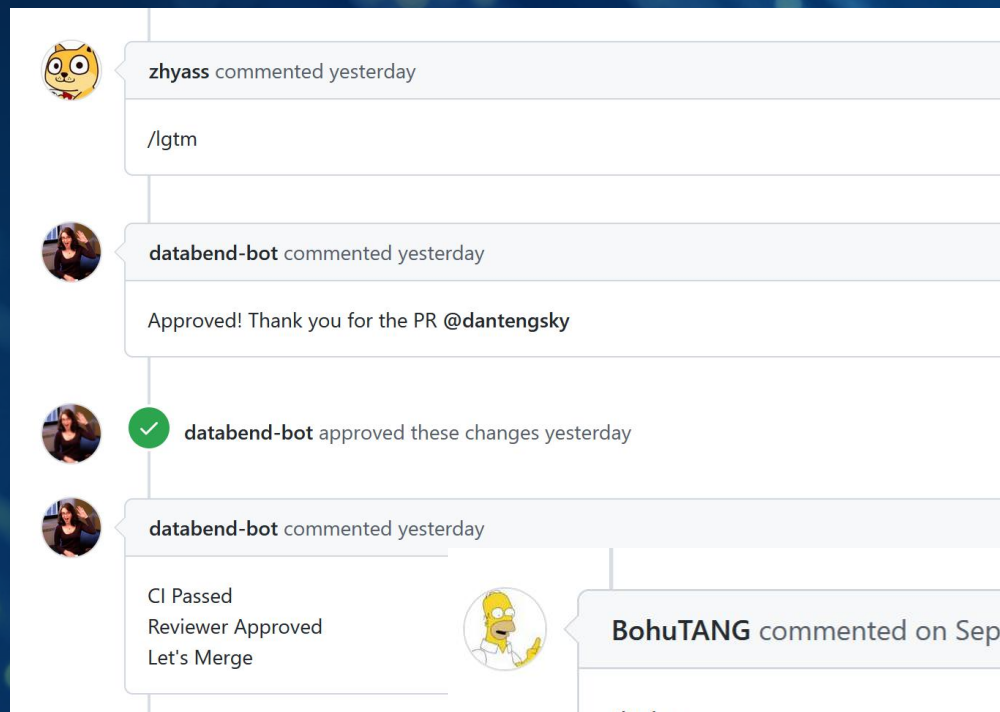 zhyass commented yesterday
/lgtm
databend-bot commented yesterday
Approved! Thank you for the PR @dantengsky
databend-bot approved these changes yesterday
databend-bot commented yesterday
CI Passed
Reviewer Approved
Let's Merge
BohuTANG commented on Sep